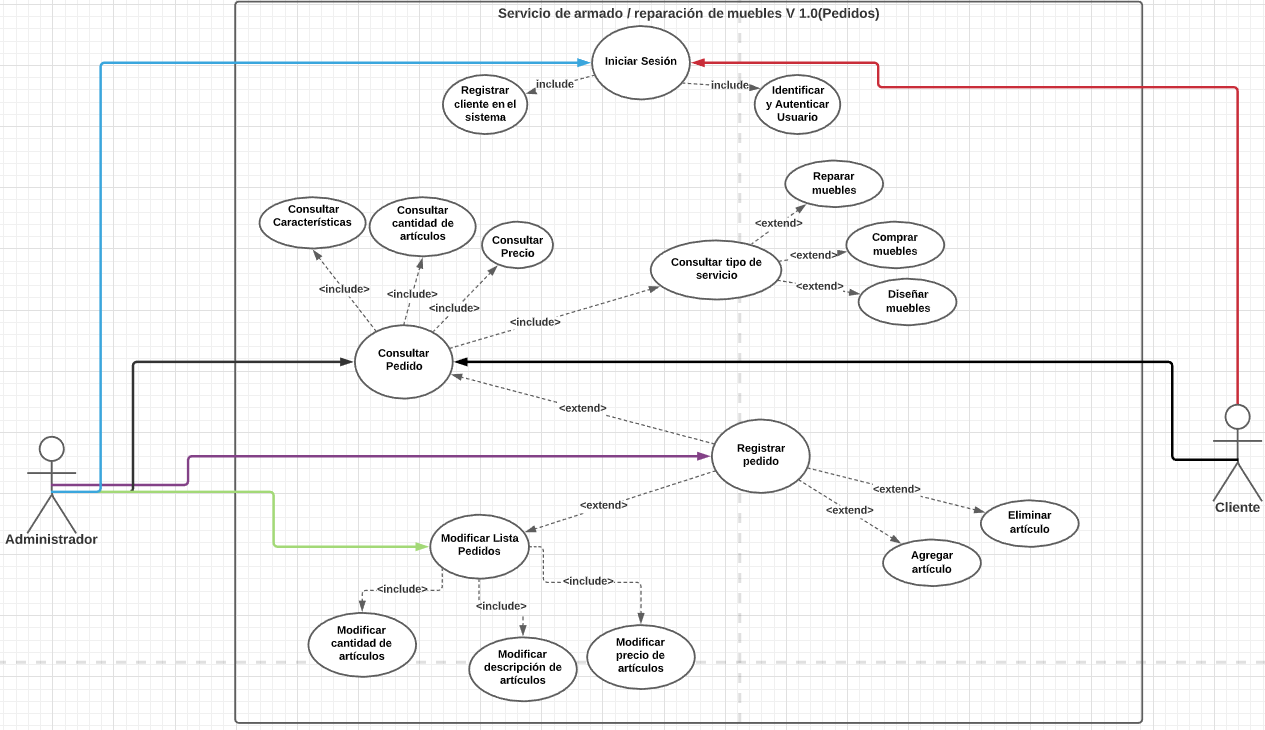 Servicio de armado / reparación de muebles V 1.0(Pedidos)
Iniciar Sesión
include
include
Registrar
cliente en el
sistema
Identificar
y Autenticar
Usuario
Reparar
muebles
Consultar
Características
Consultar
cantidad de
artículos
Consultar
Precio
<extend>
Comprar
muebles
Consultar tipo de
servicio
<extend>
<extend>
Diseñar
muebles
<include>
<include>
<include>
<include>
Consultar
Pedido
<extend>
Registrar
pedido
<extend>
<extend>
<extend>
Eliminar
artículo
Cliente
Administrador
Modificar Lista
Pedidos
Agregar
artículo
<include>
<include>
<include>
Modificar
cantidad de
artículos
Modificar
descripción de
artículos
Modificar
precio de
artículos